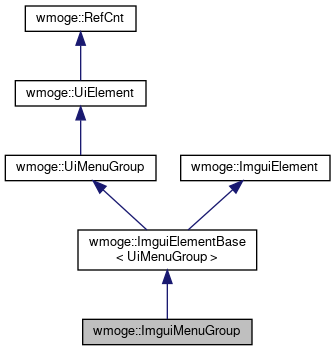 wmoge::RefCnt
wmoge::UiElement
wmoge::UiMenuGroup
wmoge::ImguiElement
wmoge::ImguiElementBase
< UiMenuGroup >
wmoge::ImguiMenuGroup